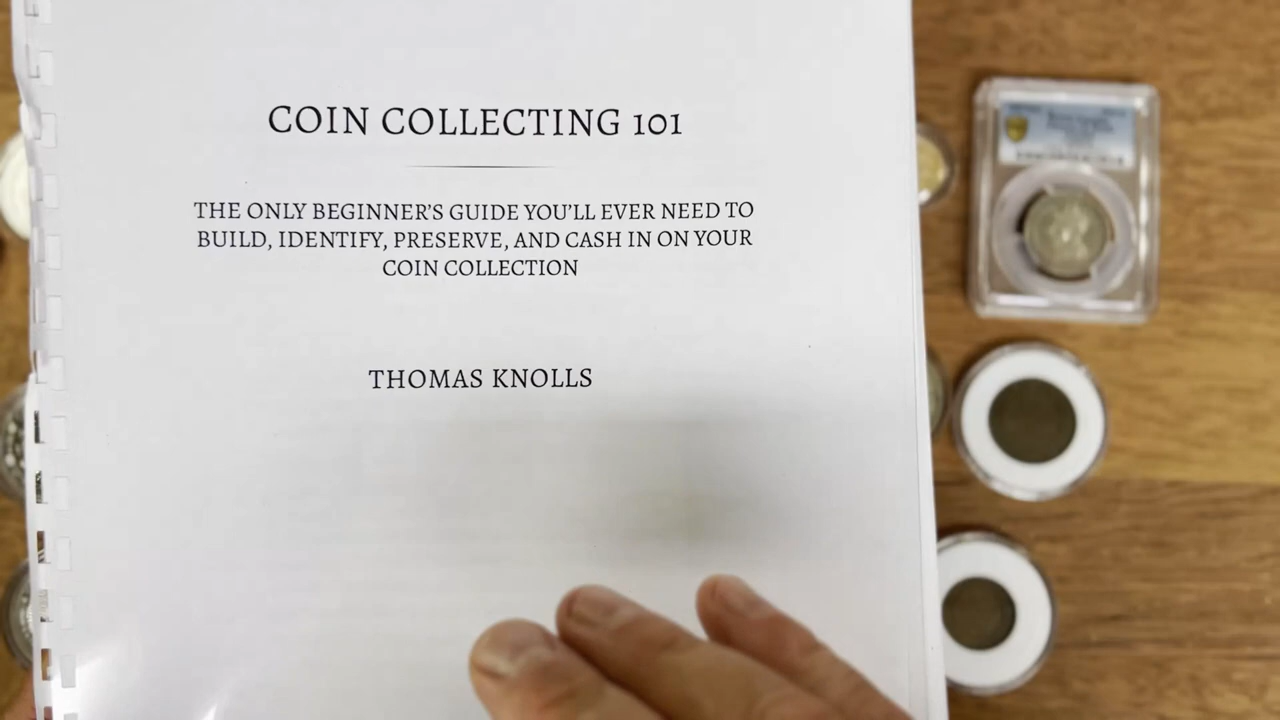 COIN COLLECTING 101
THE ONLY BEGINNER'S GUIDE YOU'LL EVER NEED TO
BUILD, IDENTIFY, PRESERVE, AND CASH IN ON YOUR
COIN COLLECTION
THOMAS KNOLLS